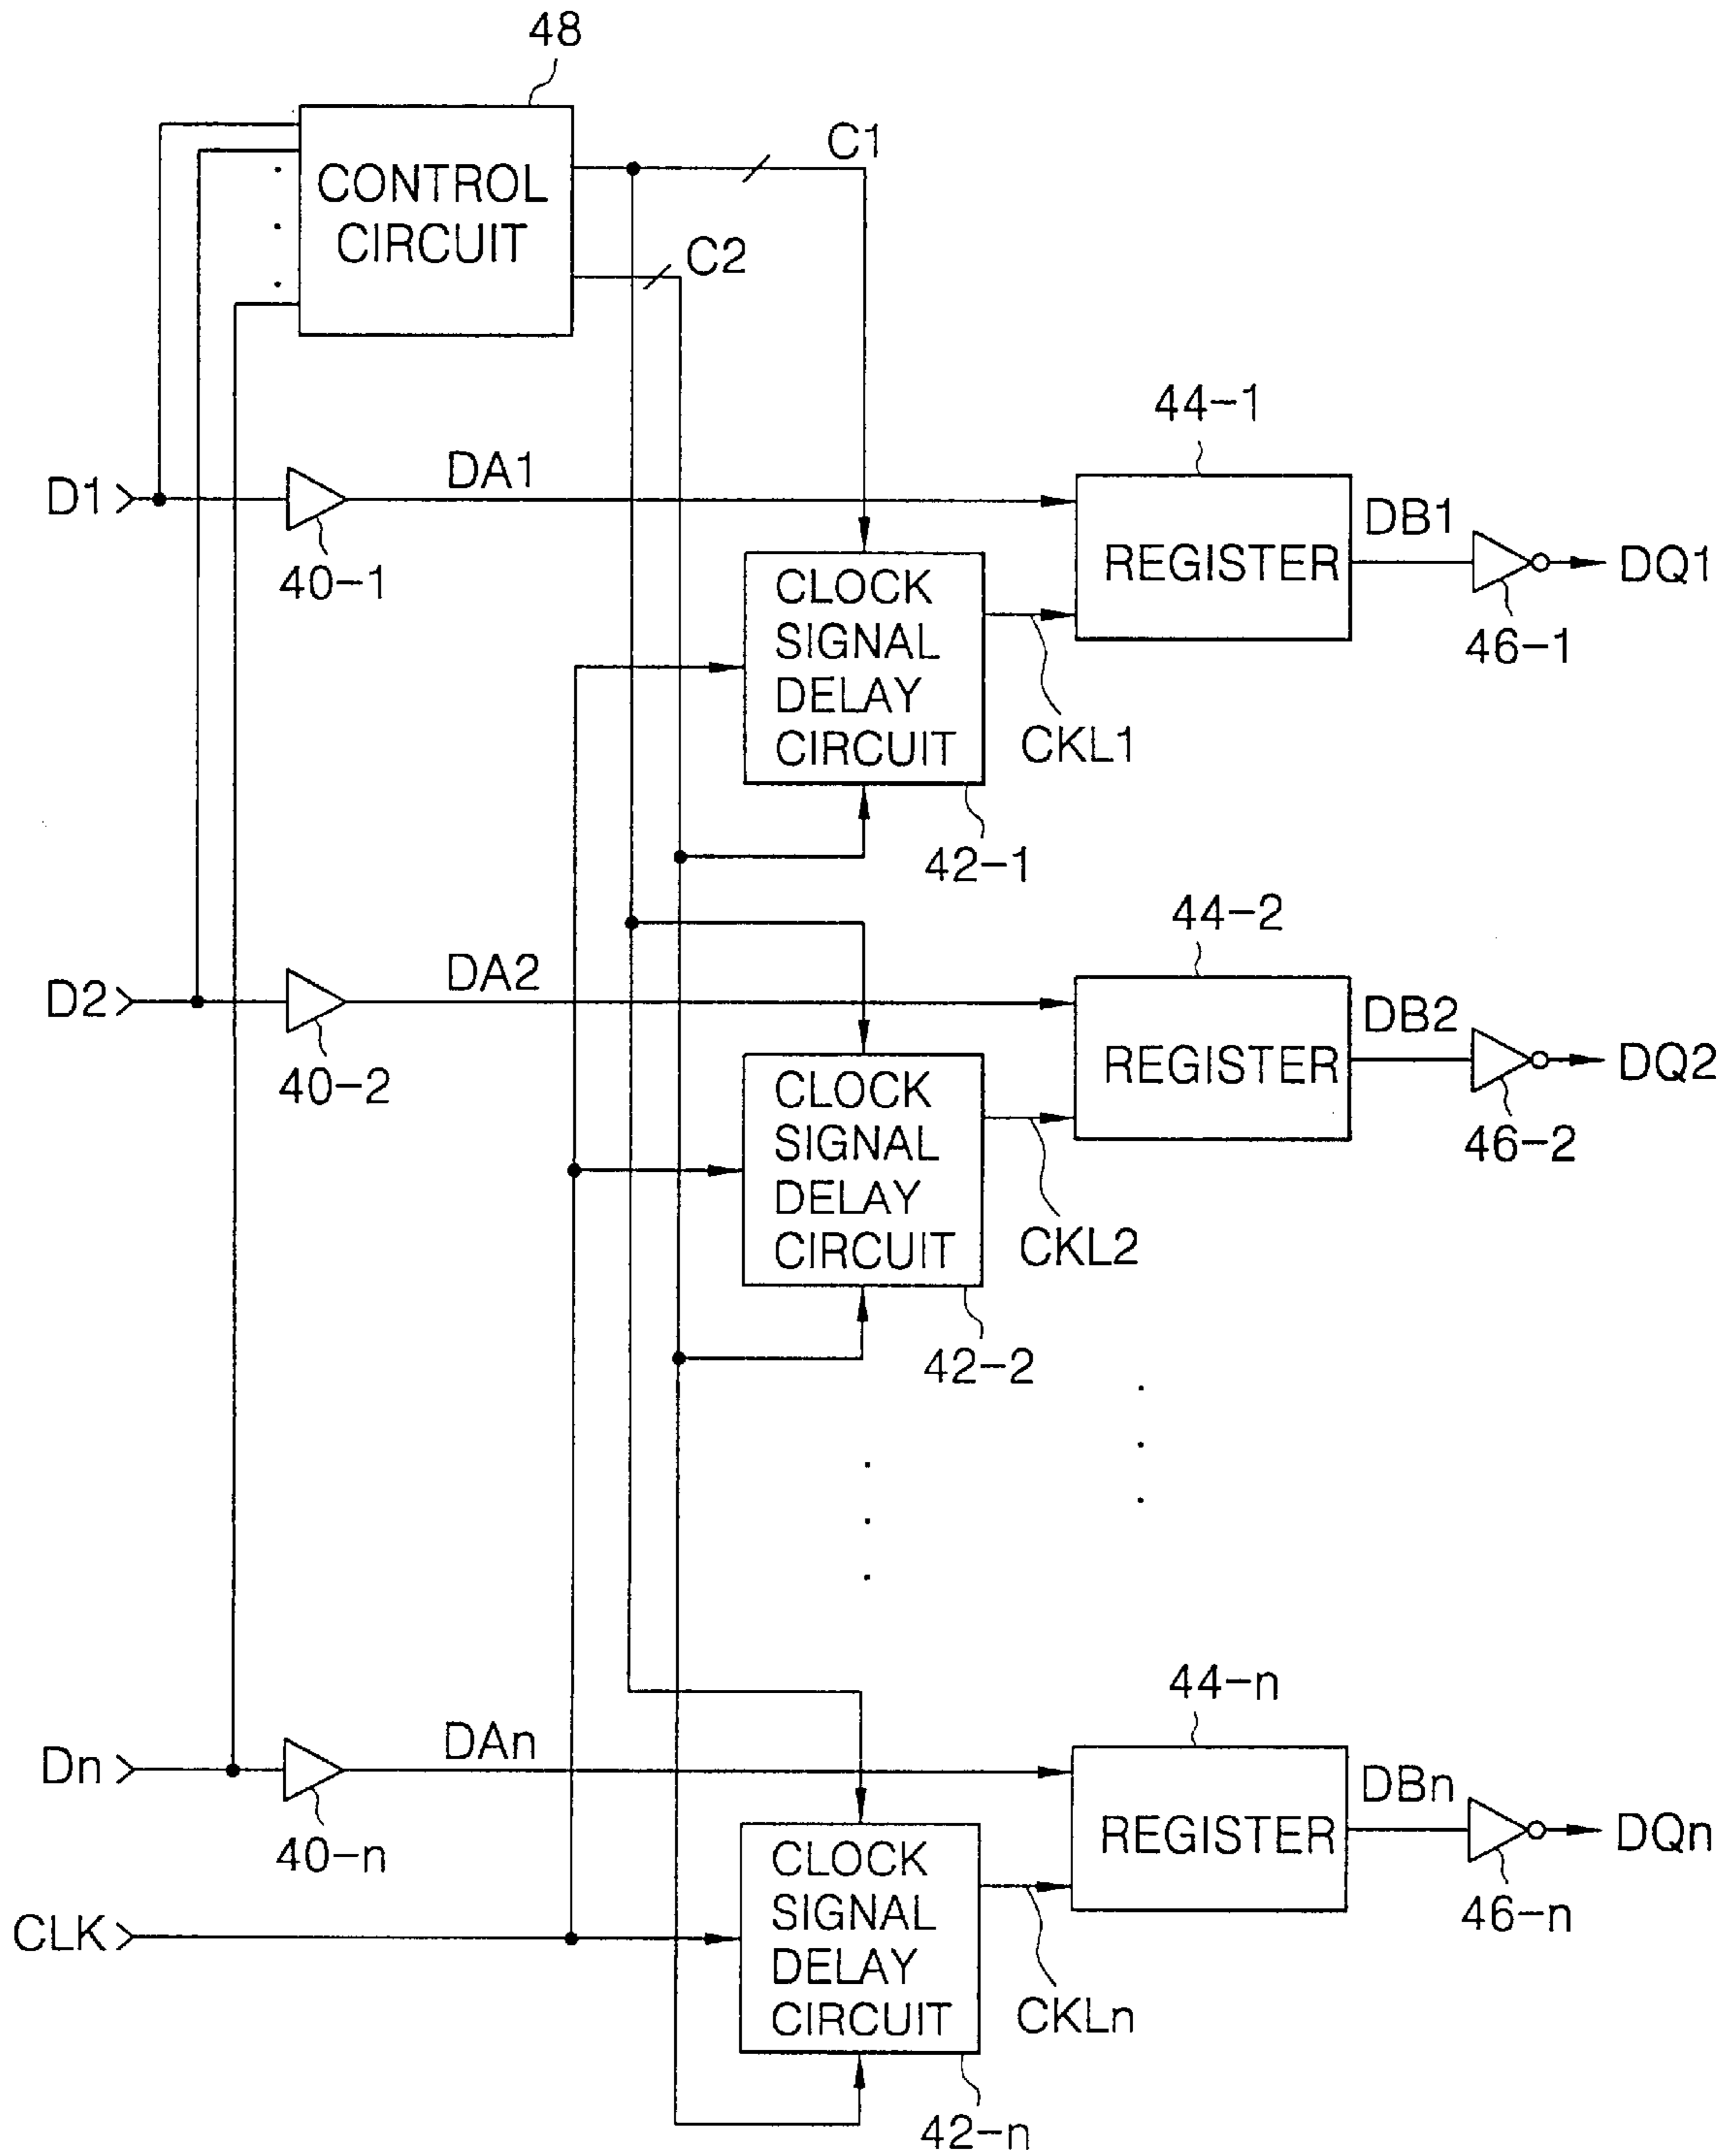 48
CONTROL
CIRCUIT
C1
C2
44-1
D1
DA1
40-1
REGISTER
DB1
DQ1
46-1
CLOCK
SIGNAL
DELAY
CIRCUIT
CKL1
42-1
44-2
D2
DA2
40-2
REGISTER
DB2
DQ2
46-2
CLOCK
SIGNAL
DELAY
CIRCUIT
CKL2
42-2
44-n
Dn
DAn
40-n
REGISTER
DBn
DQn
46-n
CLK
CLOCK
SIGNAL
DELAY
CIRCUIT
CKLn
42-n